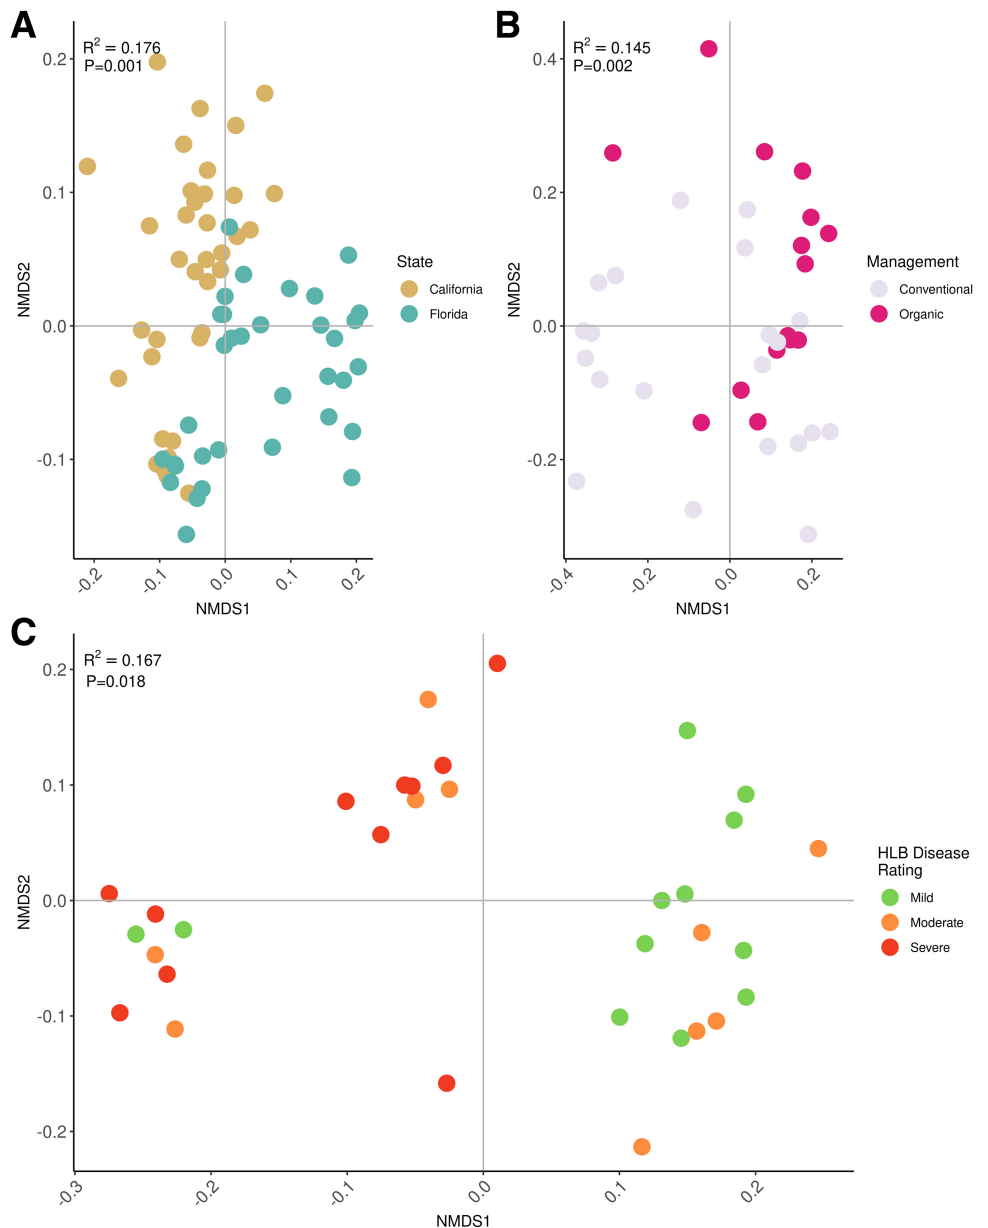 A
R2 = 0.176
P=0.001
0.2
0.1
0.0
-0.1
NMDS2
-0.2
-0.1
0.0
0.1
0.2
NMDS1
State
California
Florida
B
R2 = 0.145
P=0.002
0.4
0.2
0.0
-0.2
NMDS2
-0.4
-0.2
0.0
0.2
NMDS1
Management
Conventional
Organic
C
R2 = 0.167
P=0.018
0.2
0.1
0.0
-0.1
-0.2
NMDS2
-0.3
-0.2
-0.1
0.0
0.1
0.2
NMDS1
HLB Disease
Rating
Mild
Moderate
Severe